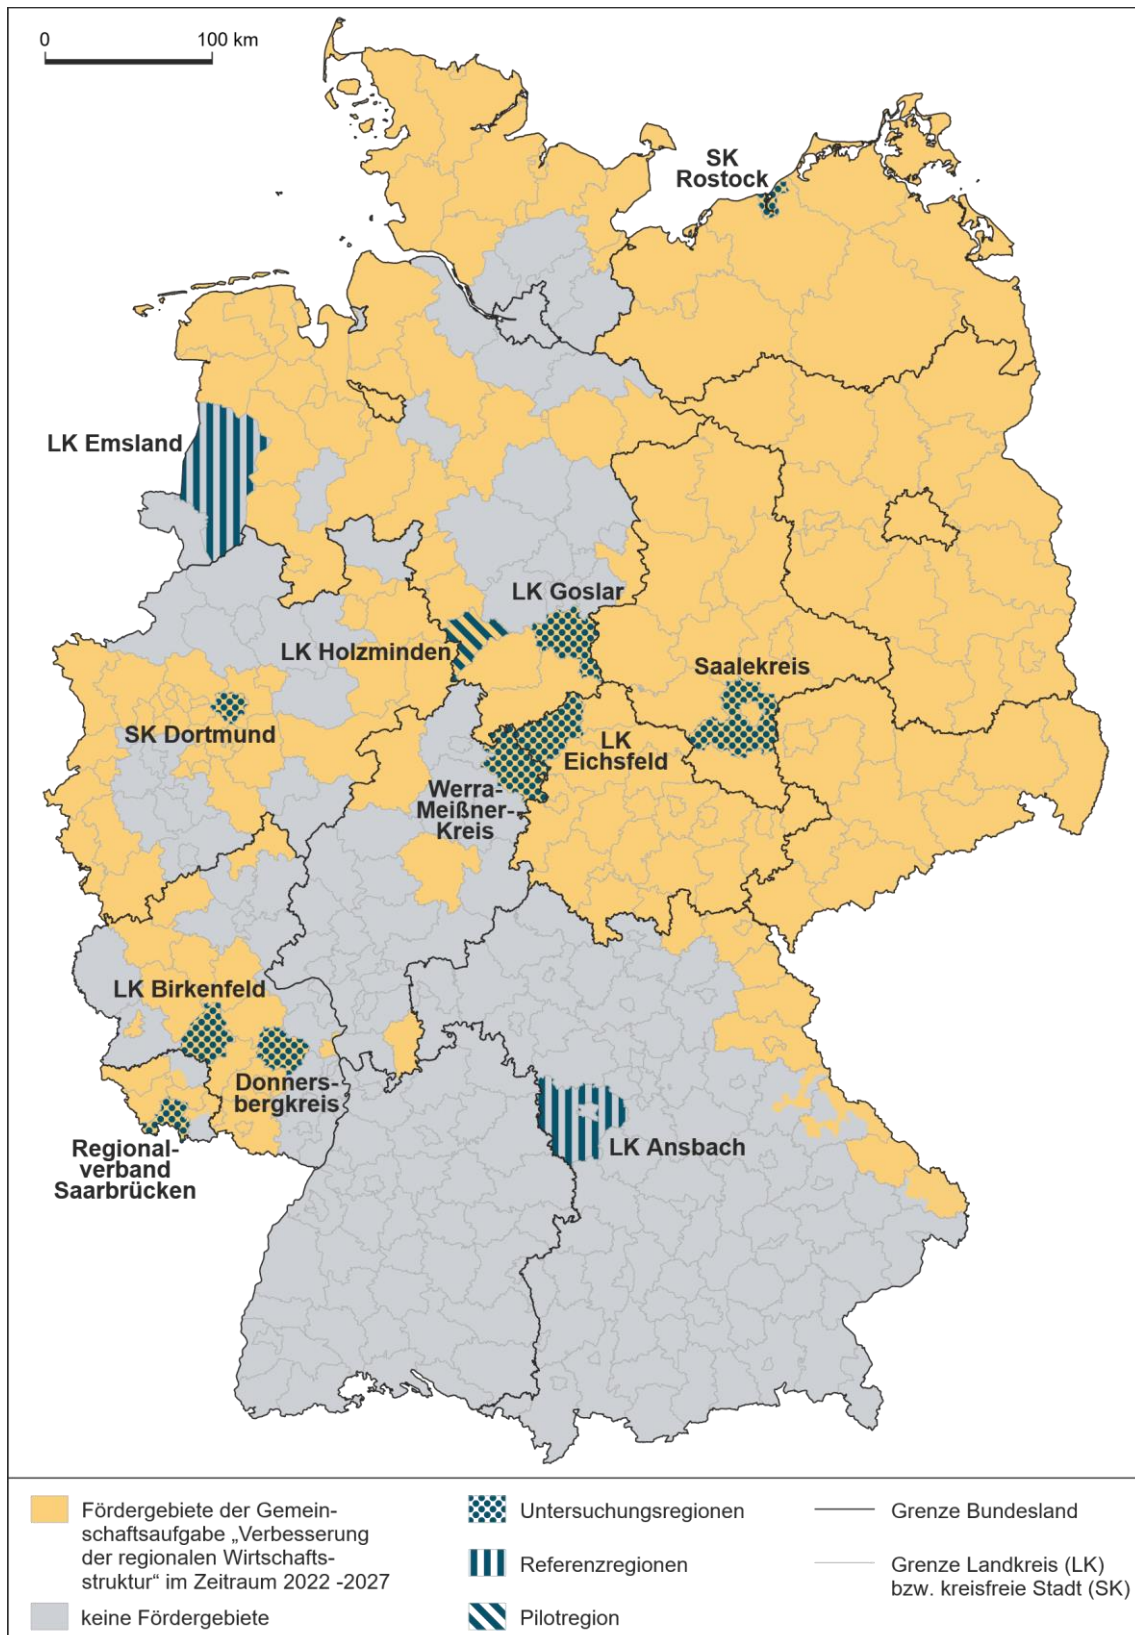 0 100 km
SK
Rostock
LK Emsland
LK Goslar
LK Holzminden
Saalekreis
SK Dortmund
LK
Eichsfeld
Werra-
Meißner-
Kreis
LK Birkenfeld
Donners-
bergkreis
LK Ansbach
Regional-
verband
Saarbrücken
Fördergebiete der Gemein-
schaftsaufgabe „Verbesserung
der regionalen Wirtschafts-
struktur“ im Zeitraum 2022 -2027
keine Fördergebiete
Untersuchungsregionen
Referenzregionen
Pilotregion
Grenze Bundesland
Grenze Landkreis (LK)
bzw. kreisfreie Stadt (SK)